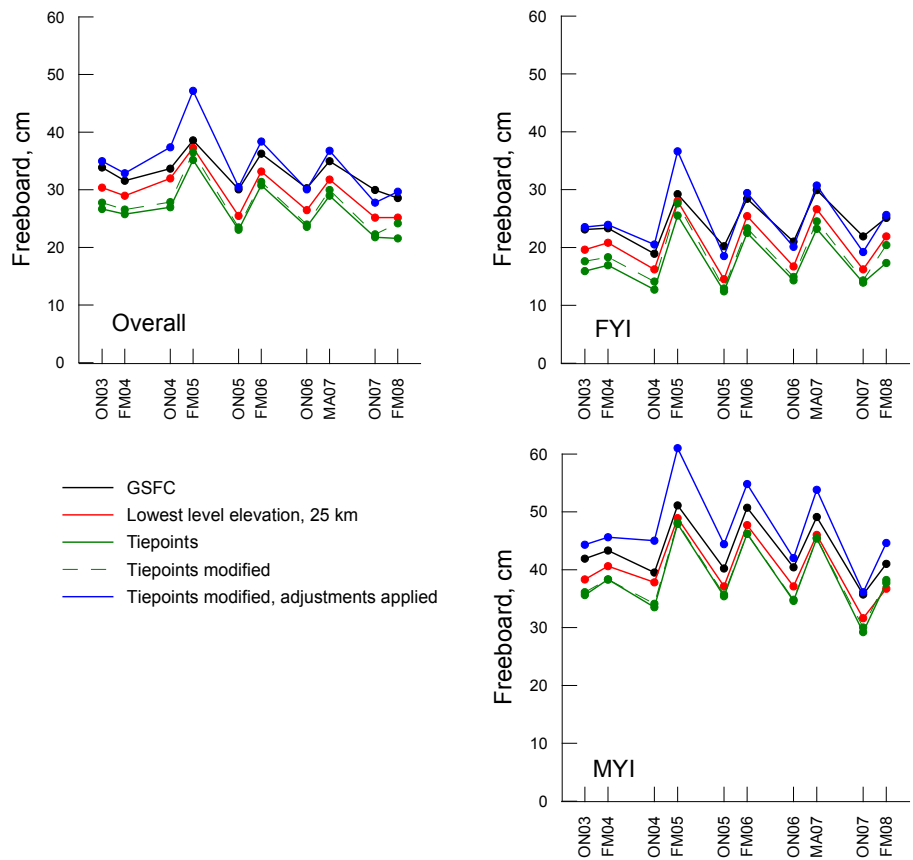 60
50
40
30
20
10
0
Freeboard, cm
Overall
ON03
FM04
ON04
FM05
ON05
FM06
ON06
MA07
ON07
FM08
60
50
40
30
20
10
0
Freeboard, cm
FYI
ON03
FM04
ON04
FM05
ON05
FM06
ON06
MA07
ON07
FM08
GSFC
Lowest level elevation, 25 km
Tiepoints
Tiepoints modified
Tiepoints modified, adjustments applied
60
50
40
30
20
10
0
Freeboard, cm
MYI
ON03
FM04
ON04
FM05
ON05
FM06
ON06
MA07
ON07
FM08